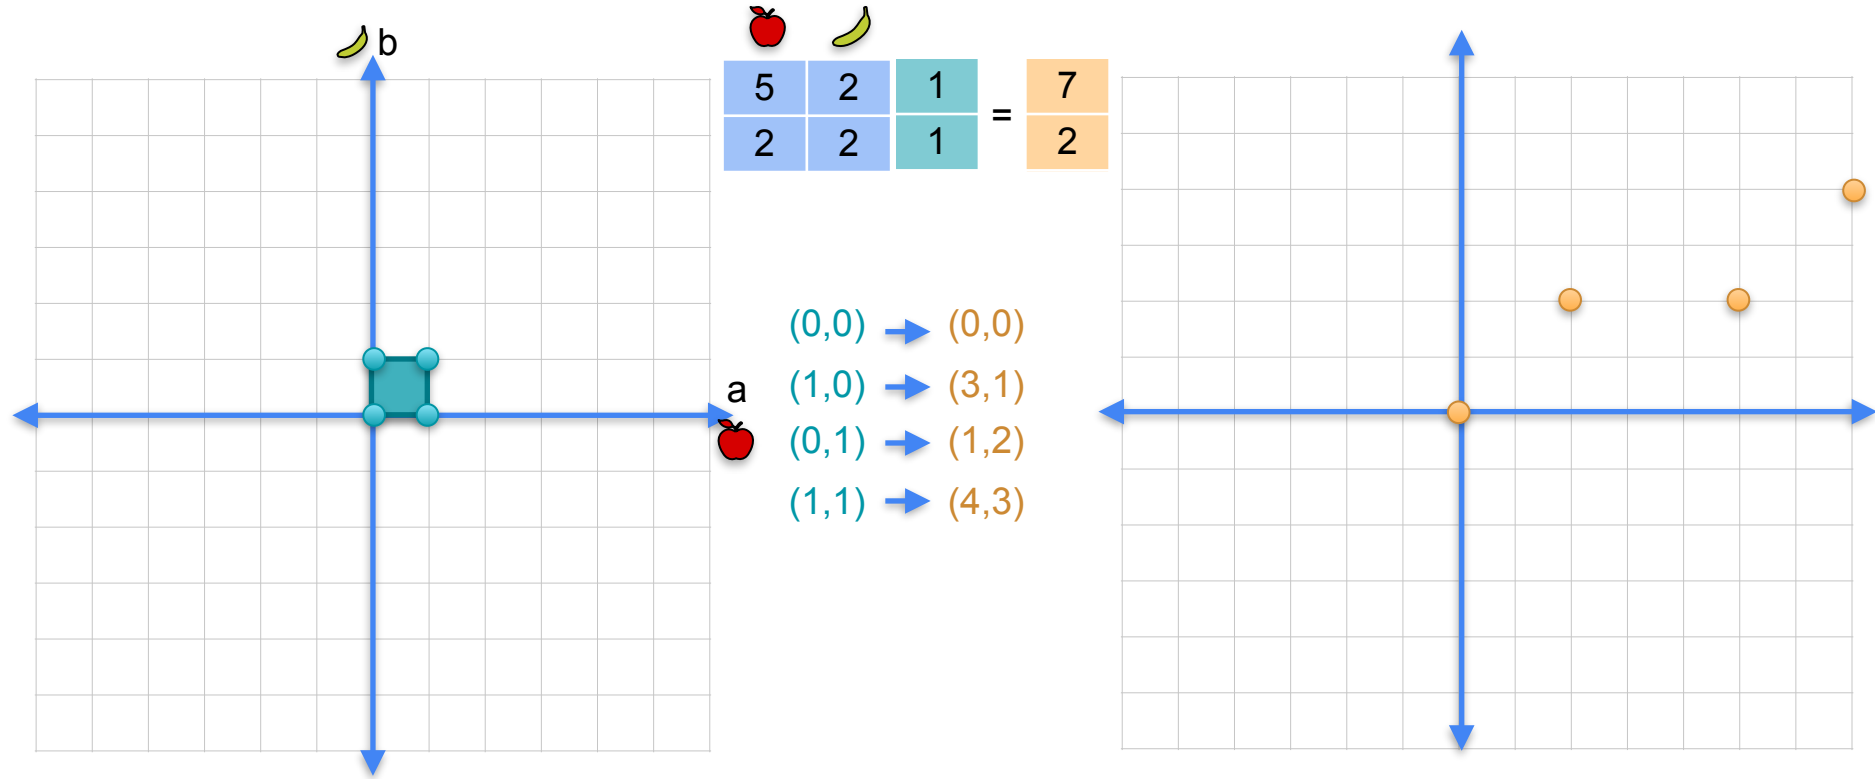 b
5 2 1 = 7
2 2 1 2
a
(0,0) (0,0)
(1,0) (3,1)
(0,1) (1,2)
(1,1) (4,3)